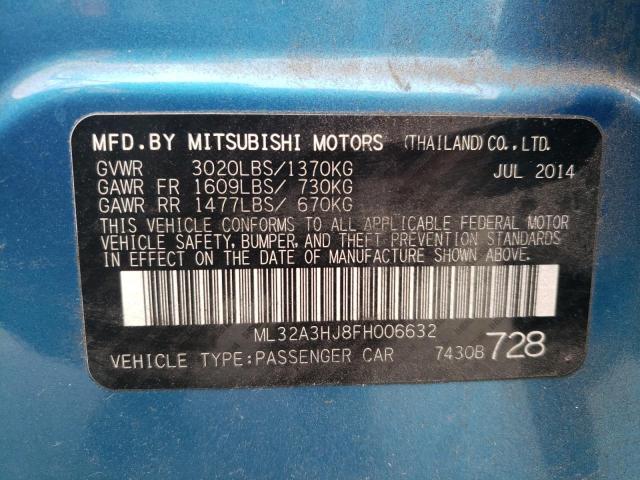 MFD.BY MITSUBISHI MOTORS (THAILAND)CO.,LTD.
GVWR 3020LBS/1370KG JUL 2014
GAWR FR 1609LBS/ 730KG
GAWR RR 1477LBS/ 670KG
THIS VEHICLE CONFORMS TO ALL APPLICABLE FEDERAL MOTOR
VEHICLE SAFETY, BUMPER, AND THEFT PREVENTION STANDARDS
IN EFFECT ON THE DATE OF MANUFACTURE SHOWN ABOVE.
ML32A3HJ8FH006632
VEHICLE TYPE:PASSENGER CAR 7430B 728